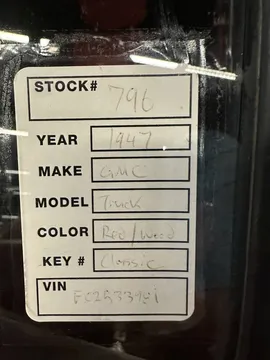 STOCK# 796
YEAR 1947
MAKE GMC
MODEL Truck
COLOR Red/Wood
KEY # Classic
VIN